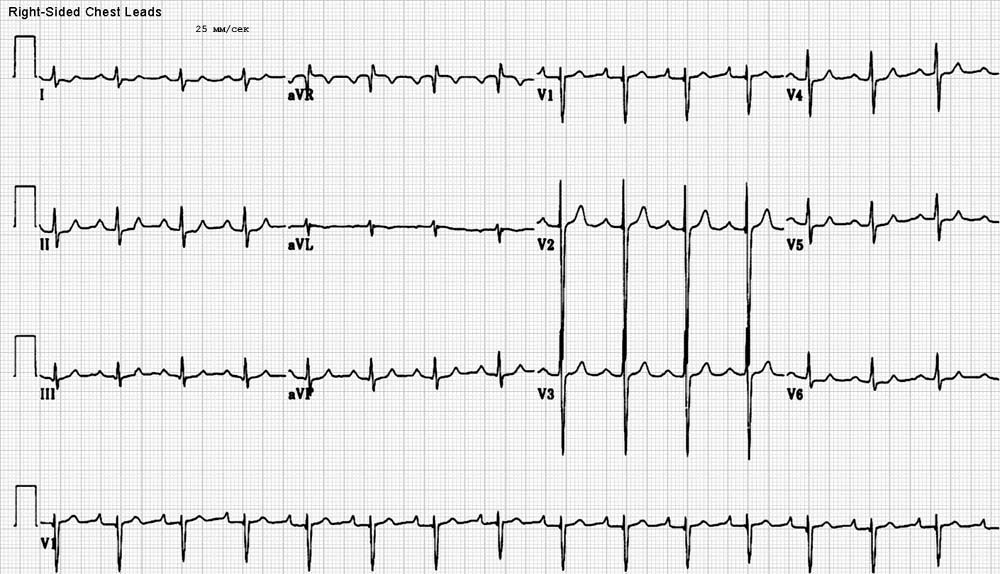 Right-Sided Chest Leads
25 мм/сек
I aVR V1 V4
II aVL V2 V5
III aVF V3 V6
V1